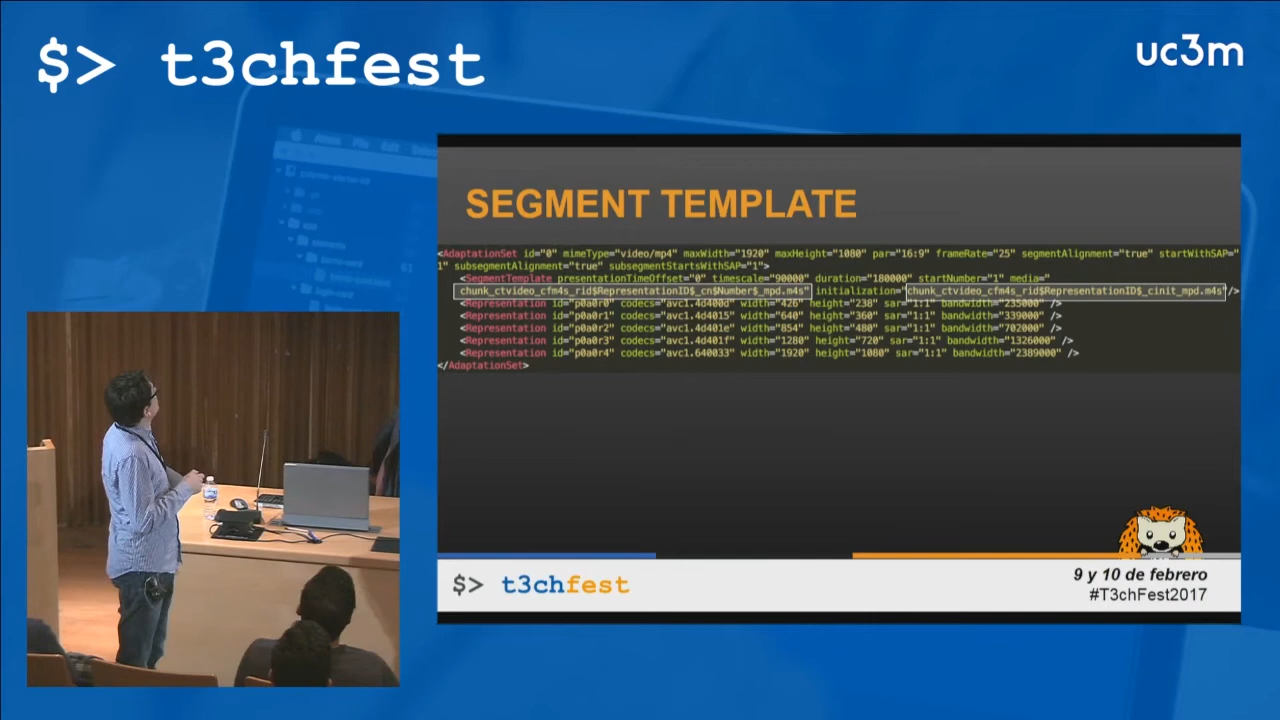 $> t3chfest
uc3m
SEGMENT TEMPLATE
<AdaptationSet id="0" mimeType="video/mp4" maxWidth="1920" maxHeight="1080" par="16:9" frameRate="25" segmentAlignment="true" startWithSAP="
1" subsegmentAlignment="true" subsegmentStartsWithSAP="1">
<SegmentTemplate presentationTimeOffset="0" timescale="90000" duration="180000" startNumber="1" media="
chunk_ctvideo_cfm4s_rid$RepresentationID$_cn$Number$_mpd.m4s" initialization="chunk_ctvideo_cfm4s_rid$RepresentationID$_cinit_mpd.m4s"/>
<Representation id="p0a0r0" codecs="avc1.4d400d" width="426" height="238" sar="1:1" bandwidth="235000" />
<Representation id="p0a0r1" codecs="avc1.4d4015" width="640" height="360" sar="1:1" bandwidth="339000" />
<Representation id="p0a0r2" codecs="avc1.4d401e" width="854" height="480" sar="1:1" bandwidth="702000" />
<Representation id="p0a0r3" codecs="avc1.4d401f" width="1280" height="720" sar="1:1" bandwidth="1326000" />
<Representation id="p0a0r4" codecs="avc1.640033" width="1920" height="1080" sar="1:1" bandwidth="2389000" />
</AdaptationSet>
$> t3chfest
9 y 10 de febrero
#T3chFest2017